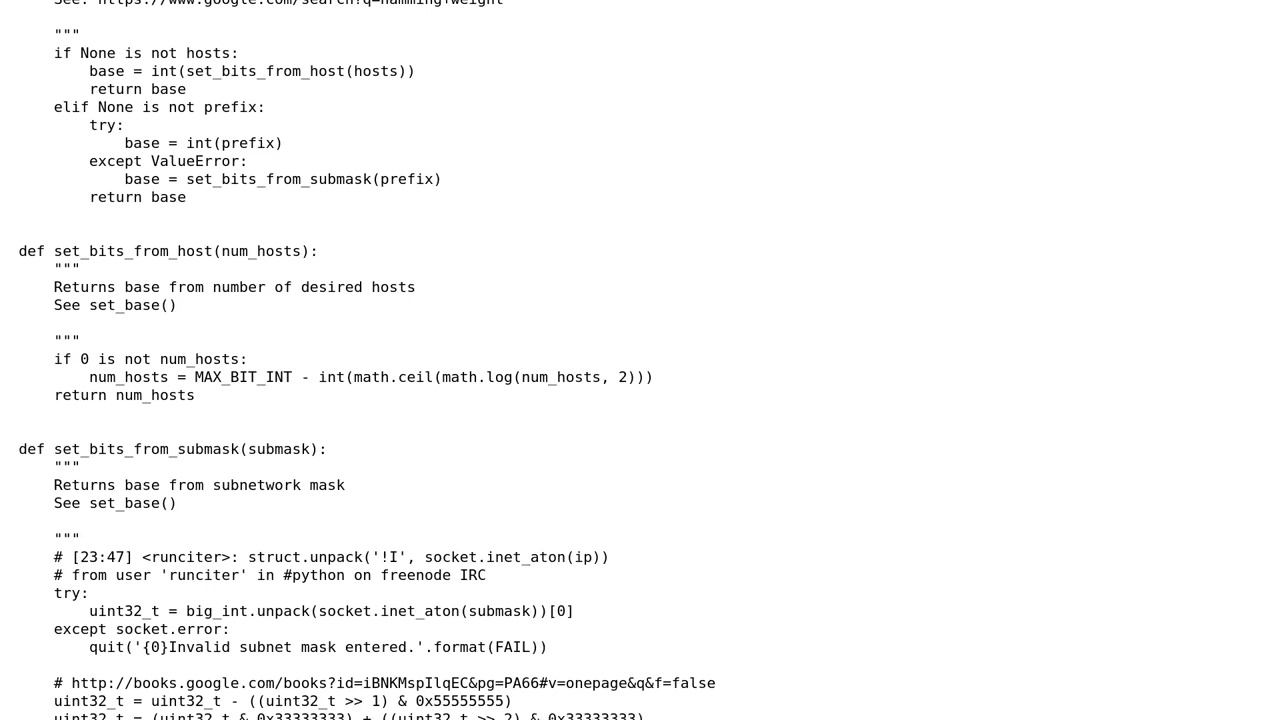 See: https://www.google.com/search?q=hamming+weight

    """
    if None is not hosts:
        base = int(set_bits_from_host(hosts))
        return base
    elif None is not prefix:
        try:
            base = int(prefix)
        except ValueError:
            base = set_bits_from_submask(prefix)
        return base


def set_bits_from_host(num_hosts):
    """
    Returns base from number of desired hosts
    See set_base()

    """
    if 0 is not num_hosts:
        num_hosts = MAX_BIT_INT - int(math.ceil(math.log(num_hosts, 2)))
    return num_hosts


def set_bits_from_submask(submask):
    """
    Returns base from subnetwork mask
    See set_base()

    """
    # [23:47] <runciter>: struct.unpack('!I', socket.inet_aton(ip))
    # from user 'runciter' in #python on freenode IRC
    try:
        uint32_t = big_int.unpack(socket.inet_aton(submask))[0]
    except socket.error:
        quit('{0}Invalid subnet mask entered.'.format(FAIL))

    # http://books.google.com/books?id=iBNKMspIlqEC&pg=PA66#v=onepage&q&f=false
    uint32_t = uint32_t - ((uint32_t >> 1) & 0x55555555)
    uint32_t = (uint32_t & 0x33333333) + ((uint32_t >> 2) & 0x33333333)